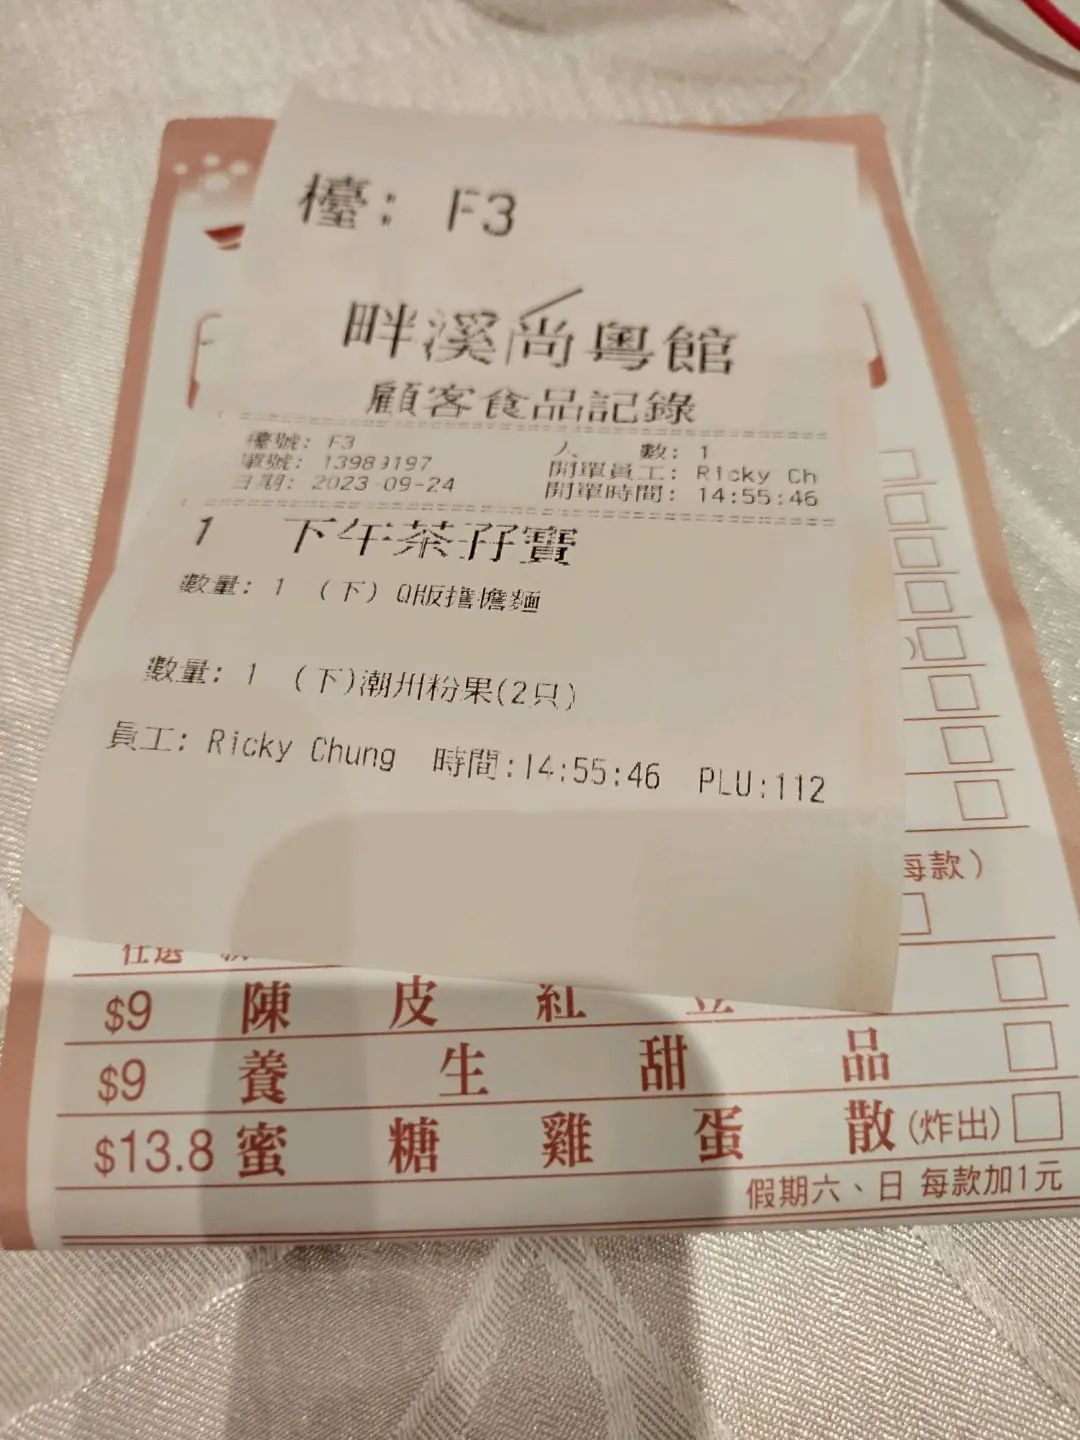 檯: F3
畔溪尚粵館
顧客食品記錄
檯號: F3
人 數: 1
單號: 13989197
開單員工: Ricky Ch
日期: 2023-09-24
開單時間: 14:55:46
1 下午茶孖寶
數量: 1 (下) Q版擔擔麵
數量: 1 (下)潮州粉果(2只)
員工: Ricky Chung 時間:14:55:46 PLU:112
每款)
任選
$9 陳皮紅豆
$9 養生甜品
$13.8 蜜糖雞蛋散(炸出)
假期六、日 每款加1元